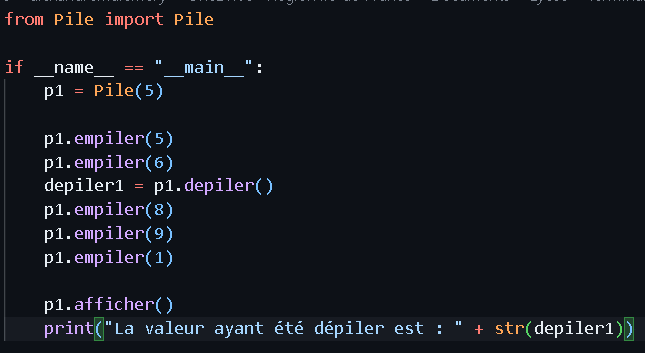 from Pile import Pile
if __name__ == "__main__":
    p1 = Pile(5)
    p1.empiler(5)
    p1.empiler(6)
    depiler1 = p1.depiler()
    p1.empiler(8)
    p1.empiler(9)
    p1.empiler(1)
    p1.afficher()
    print("La valeur ayant été dépiler est : " + str(depiler1))